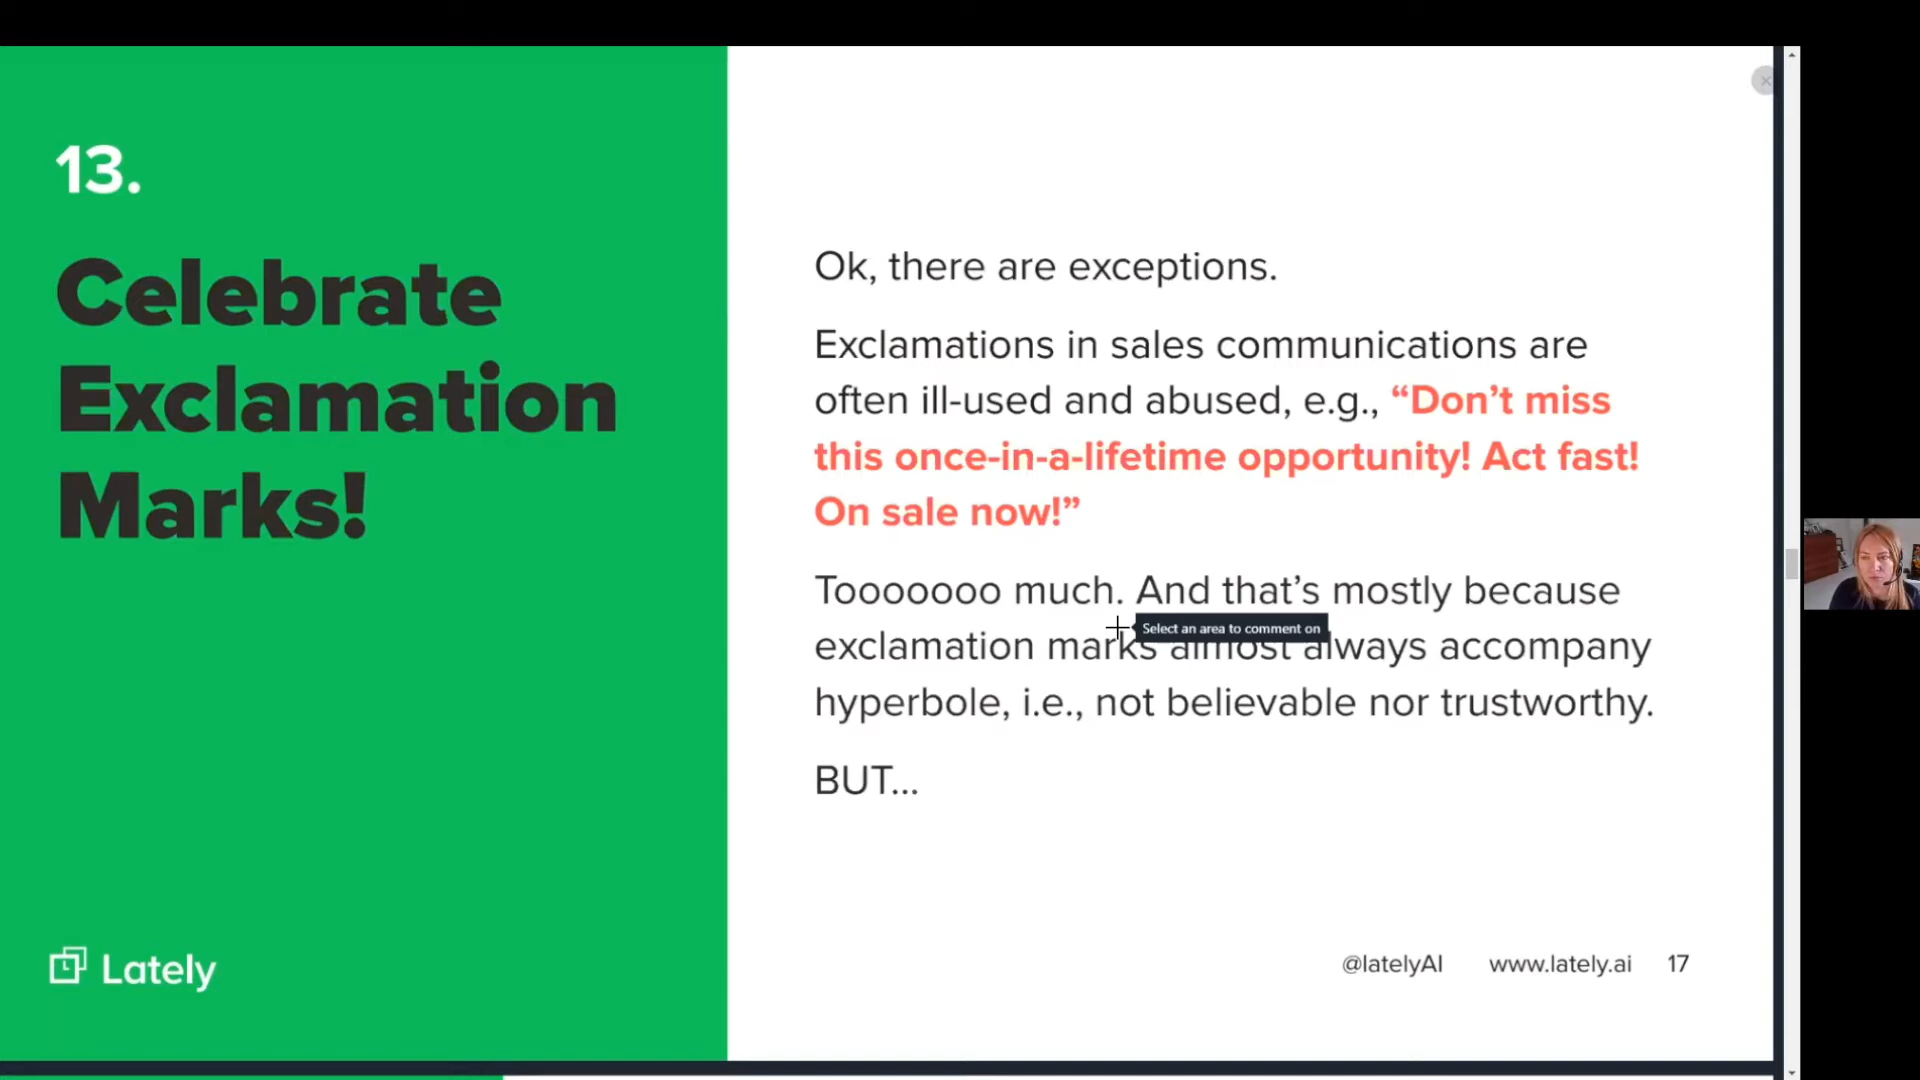 13.
Celebrate
Exclamation
Marks!
Ok, there are exceptions.
Exclamations in sales communications are
often ill-used and abused, e.g., “Don’t miss
this once-in-a-lifetime opportunity! Act fast!
On sale now!”
Tooooooo much. And that’s mostly because
Select an area to comment on
exclamation marks almost always accompany
hyperbole, i.e., not believable nor trustworthy.
BUT...
Lately
@latelyAI www.lately.ai 17